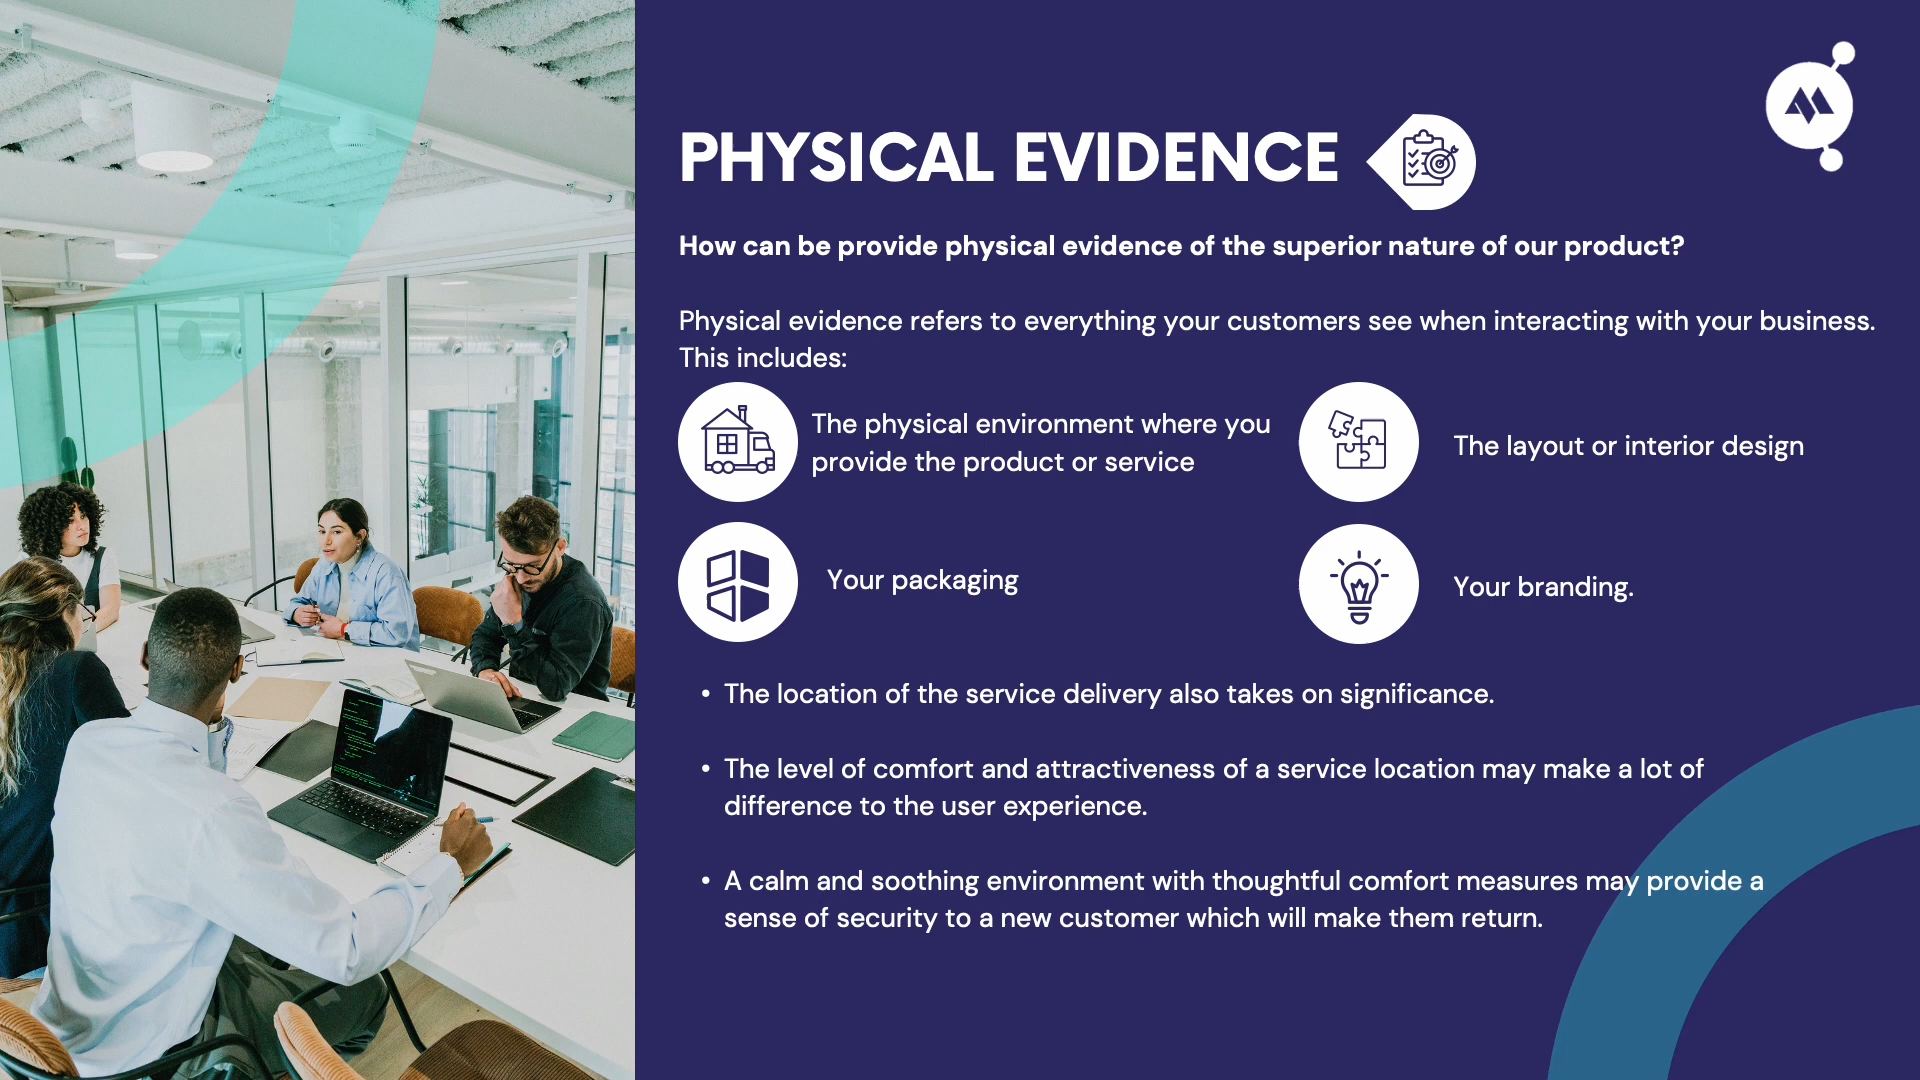 PHYSICAL EVIDENCE
How can be provide physical evidence of the superior nature of our product?
Physical evidence refers to everything your customers see when interacting with your business.
This includes:
The physical environment where you
provide the product or service
The layout or interior design
Your packaging
Your branding.
• The location of the service delivery also takes on significance.
• The level of comfort and attractiveness of a service location may make a lot of
difference to the user experience.
• A calm and soothing environment with thoughtful comfort measures may provide a
sense of security to a new customer which will make them return.